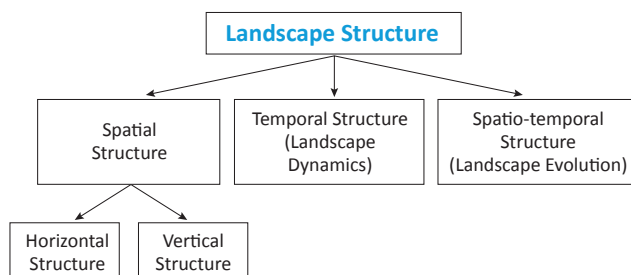 Landscape Structure
Spatial
Structure
Temporal Structure
(Landscape
Dynamics)
Spatio-temporal
Structure
(Landscape Evolution)
Horizontal
Structure
Vertical
Structure